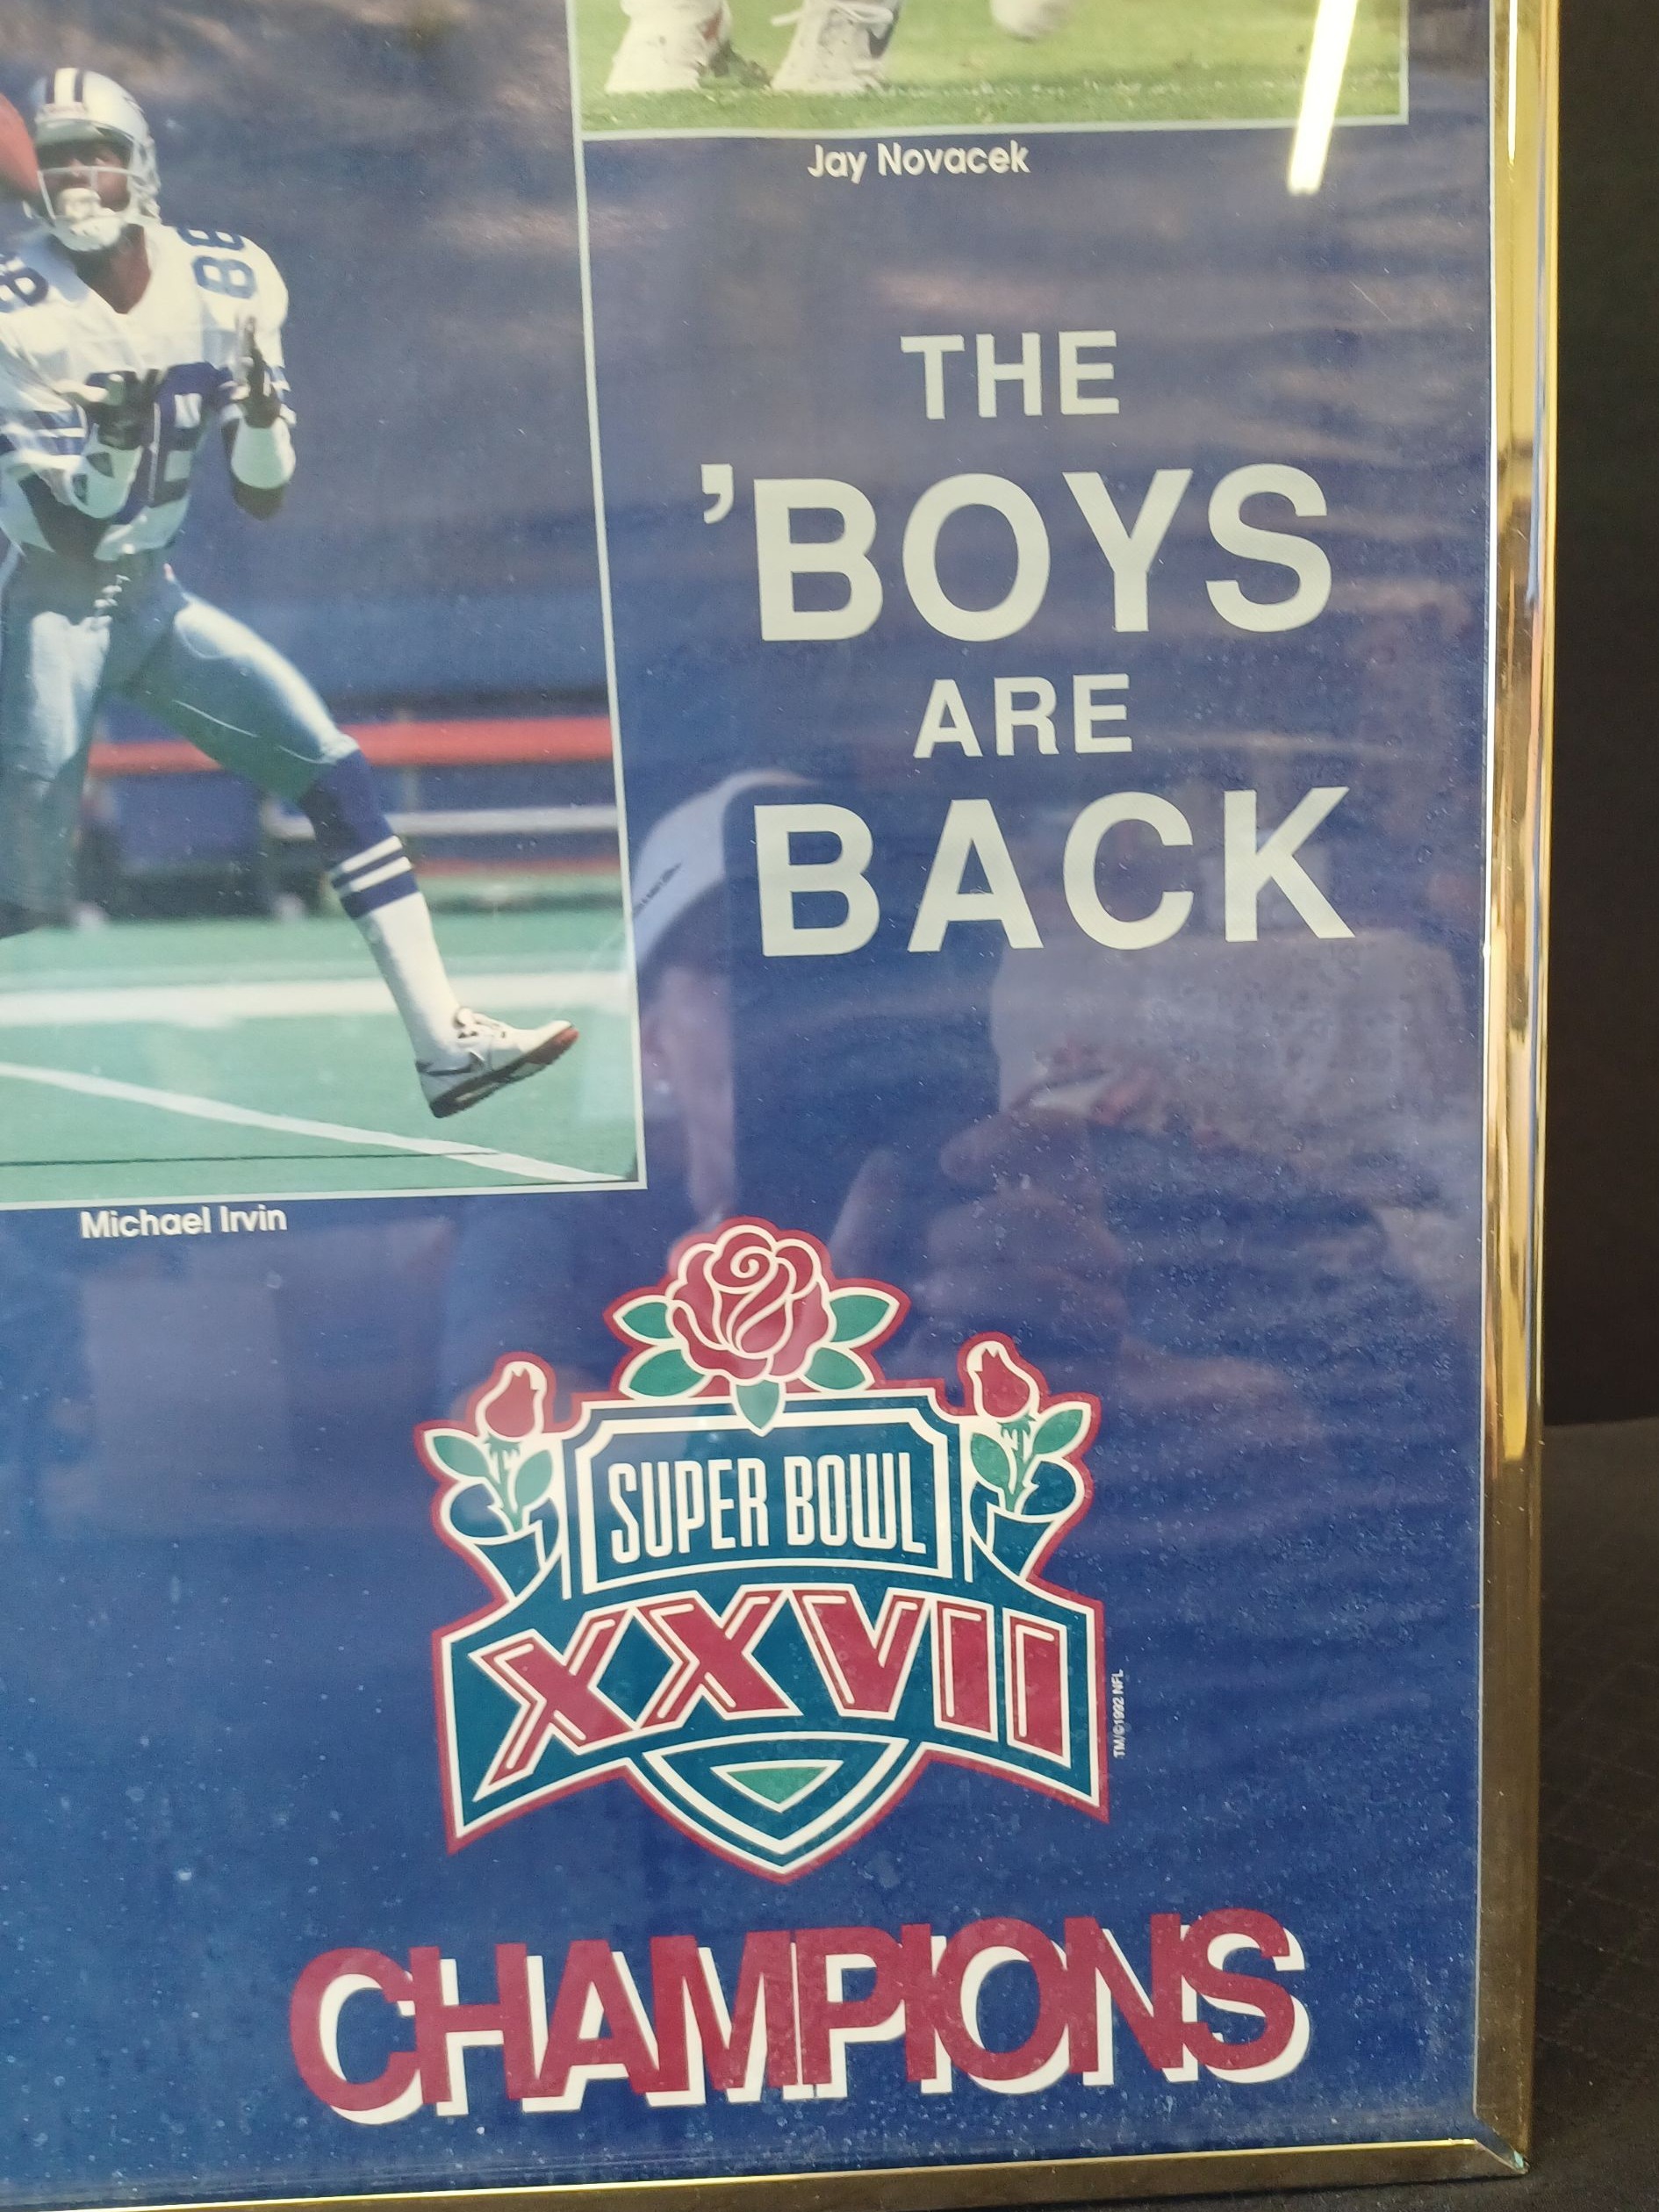 Jay Novacek
THE
'BOYS
ARE
BACK
88
88
Michael Irvin
SUPER BOWL
XXVII
TM/©1992 NFL
CHAMPIONS